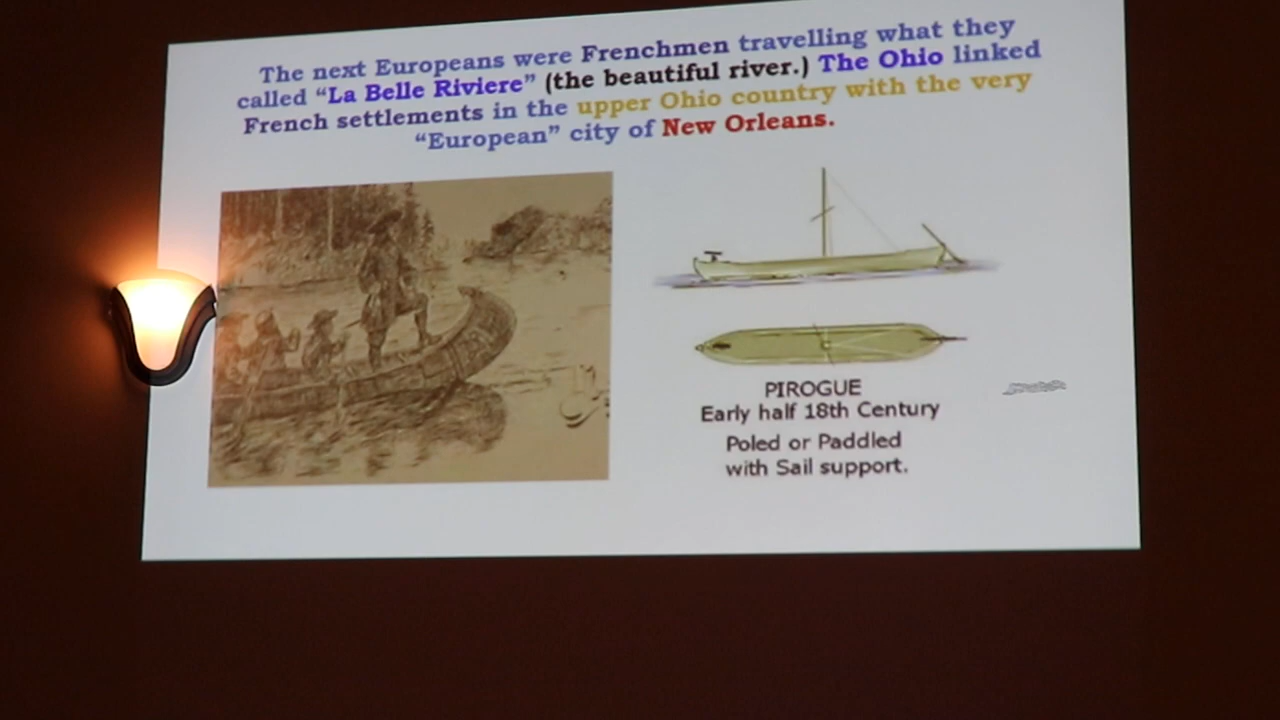 The next Europeans were Frenchmen travelling what they
called “La Belle Riviere” (the beautiful river.) The Ohio linked
French settlements in the upper Ohio country with the very
“European” city of New Orleans.
PIROGUE
Early half 18th Century
Poled or Paddled
with Sail support.